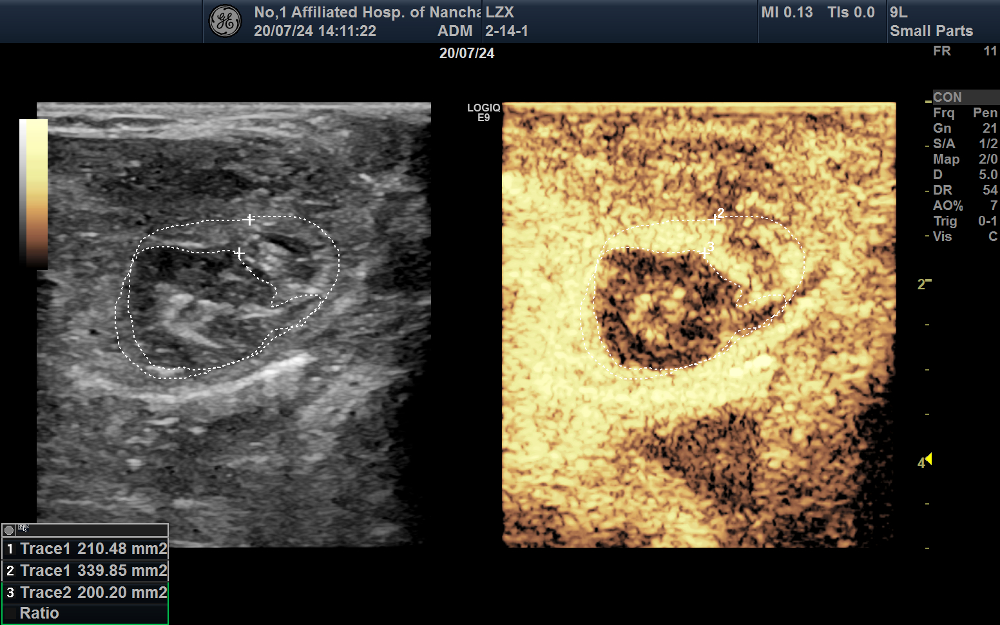 No,1 Affiliated Hosp. of Nancha
LZX
MI 0.13 TIs 0.0
9L
20/07/24 14:11:22 ADM
2-14-1
Small Parts
20/07/24
FR 11
LOGIQ
E9
CON
Frq Pen
Gn 21
S/A 1/2
Map 2/0
D 5.0
DR 54
AO% 7
Trig 0-1
Vis C
2
3
2
4
1 Trace1 210.48 mm2
2 Trace1 339.85 mm2
3 Trace2 200.20 mm2
Ratio